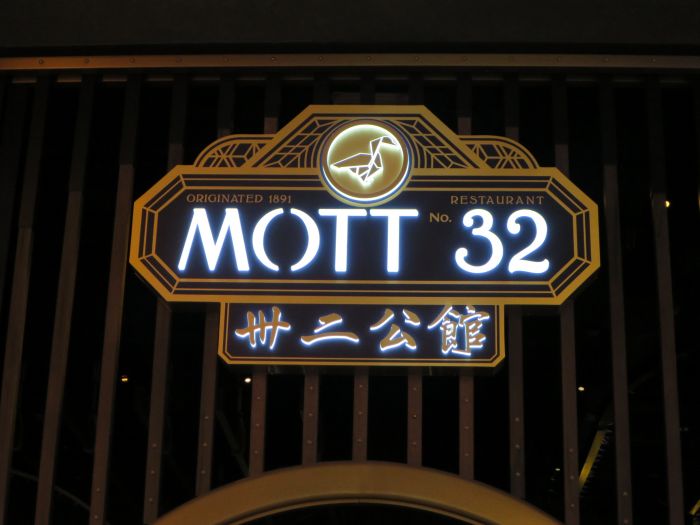 ORIGINATED 1891 RESTAURANT
MOTT No. 32
卅二公館